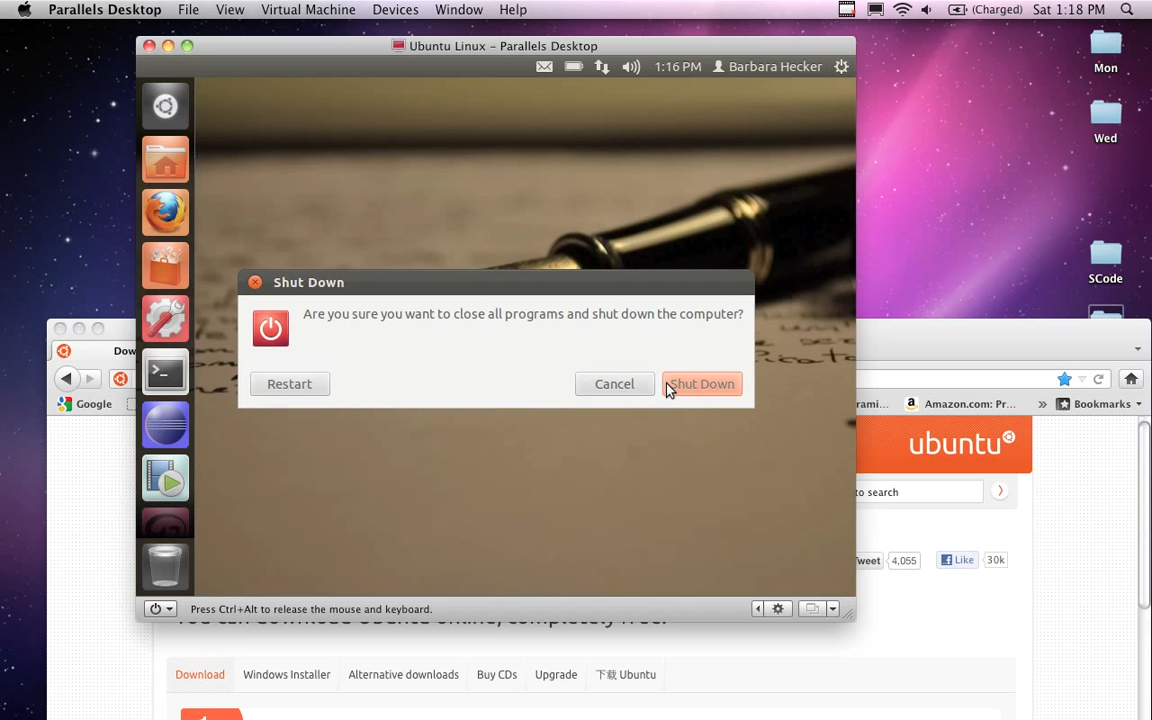 Parallels Desktop File View Virtual Machine Devices Window Help (Charged) Sat 1:18 PM
Mon
Wed
SCode
Ubuntu Linux – Parallels Desktop
1:16 PM Barbara Hecker
Shut Down
Are you sure you want to close all programs and shut down the computer?
Restart Cancel Shut Down
Press Ctrl+Alt to release the mouse and keyboard.
Google Amazon.com: Pr... » Bookmarks
ubuntu
to search
Tweet 4,055 Like 30k
Download Windows Installer Alternative downloads Buy CDs Upgrade 下载 Ubuntu